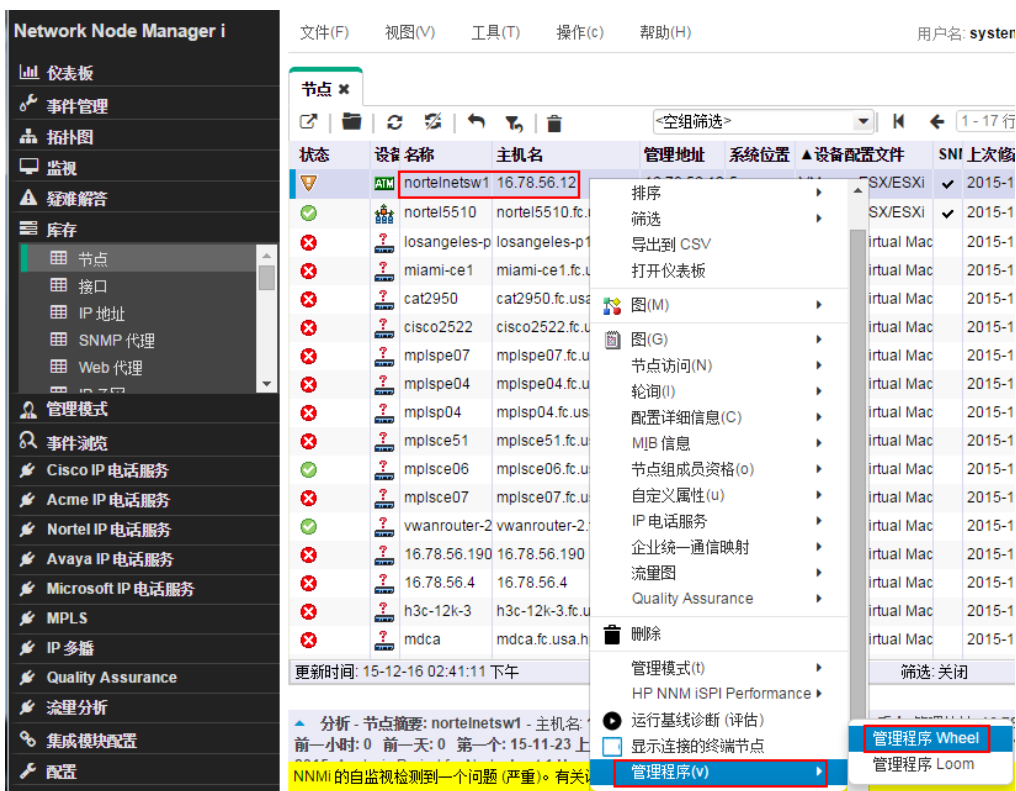 Network Node Manager i
文件(F) 视图(V) 工具(T) 操作(c) 帮助(H) 用户名: system
仪表板
事件管理
拓扑图
监视
疑难解答
库存
节点
接口
IP 地址
SNMP 代理
Web 代理
管理模式
事件浏览
Cisco IP 电话服务
Acme IP 电话服务
Nortel IP 电话服务
Avaya IP 电话服务
Microsoft IP 电话服务
MPLS
IP 多播
Quality Assurance
流里分析
集成模块配置
配置
节点
<空组筛选> 1 - 17 行
状态 设备 名称 主机名 管理地址 系统位置 ▲设备配置文件 SNI 上次修
ATM nortelnetsw1 16.78.56.12 SX/ESXi 2015-1
nortel5510 nortel5510.fc.u SX/ESXi 2015-1
losangeles-p losangeles-p1 irtual Mac 2015-1
miami-ce1 miami-ce1.fc.u irtual Mac 2015-1
cat2950 cat2950.fc.usa irtual Mac 2015-1
cisco2522 cisco2522.fc.u irtual Mac 2015-1
mplspe07 mplspe07.fc.u irtual Mac 2015-1
mplspe04 mplspe04.fc.u irtual Mac 2015-1
mplsp04 mplsp04.fc.us irtual Mac 2015-1
mplsce51 mplsce51.fc.u irtual Mac 2015-1
mplsce06 mplsce06.fc.u irtual Mac 2015-1
mplsce07 mplsce07.fc.u irtual Mac 2015-1
vwanrouter-2 vwanrouter-2. irtual Mac 2015-1
16.78.56.190 16.78.56.190 irtual Mac 2015-1
16.78.56.4 16.78.56.4 irtual Mac 2015-1
h3c-12k-3 h3c-12k-3.fc.u irtual Mac 2015-1
mdca mdca.fc.usa.h irtual Mac 2015-1
更新时间: 15-12-16 02:41:11 下午 筛选: 关闭
分析 - 节点摘要: nortelnetsw1 - 主机名:
前一小时: 0 前一天: 0 第一个: 15-11-23 上
NNMi 的自监视检测到一个问题 (严重)。有关
排序
筛选
导出到 CSV
打开仪表板
图(M)
图(G)
节点访问(N)
轮询(l)
配置详细信息(C)
MIB 信息
节点组成员资格(o)
自定义属性(u)
IP 电话服务
企业统一通信映射
流量图
Quality Assurance
删除
管理模式(t)
HP NNM iSPI Performance
运行基线诊断 (评估)
显示连接的终端节点
管理程序(v)
管理程序 Wheel
管理程序 Loom